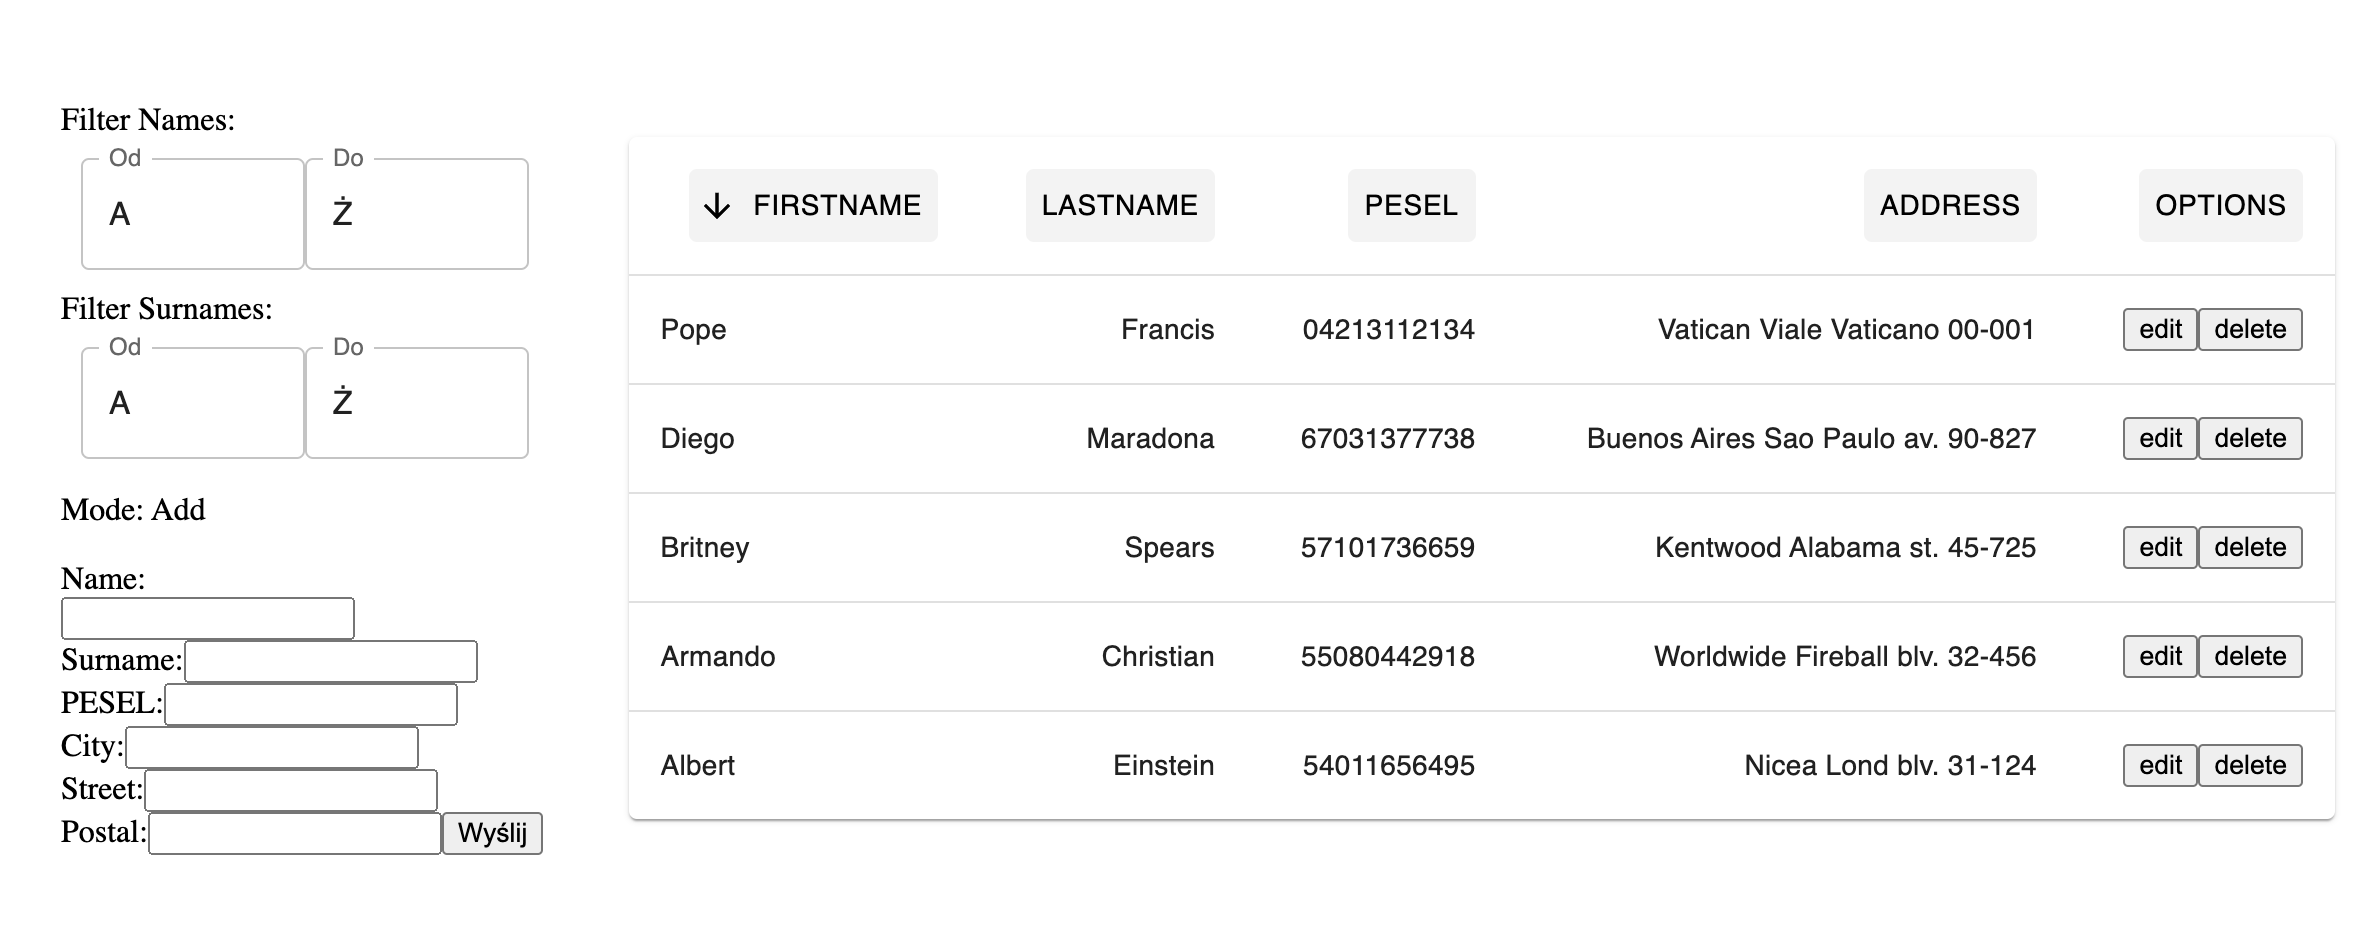 Filter Names:
Od Do
A Ż
Filter Surnames:
Od Do
A Ż
Mode: Add
Name:
Surname:
PESEL:
City:
Street:
Postal: Wyślij
FIRSTNAME LASTNAME PESEL ADDRESS OPTIONS
Pope Francis 04213112134 Vatican Viale Vaticano 00-001 edit delete
Diego Maradona 67031377738 Buenos Aires Sao Paulo av. 90-827 edit delete
Britney Spears 57101736659 Kentwood Alabama st. 45-725 edit delete
Armando Christian 55080442918 Worldwide Fireball blv. 32-456 edit delete
Albert Einstein 54011656495 Nicea Lond blv. 31-124 edit delete